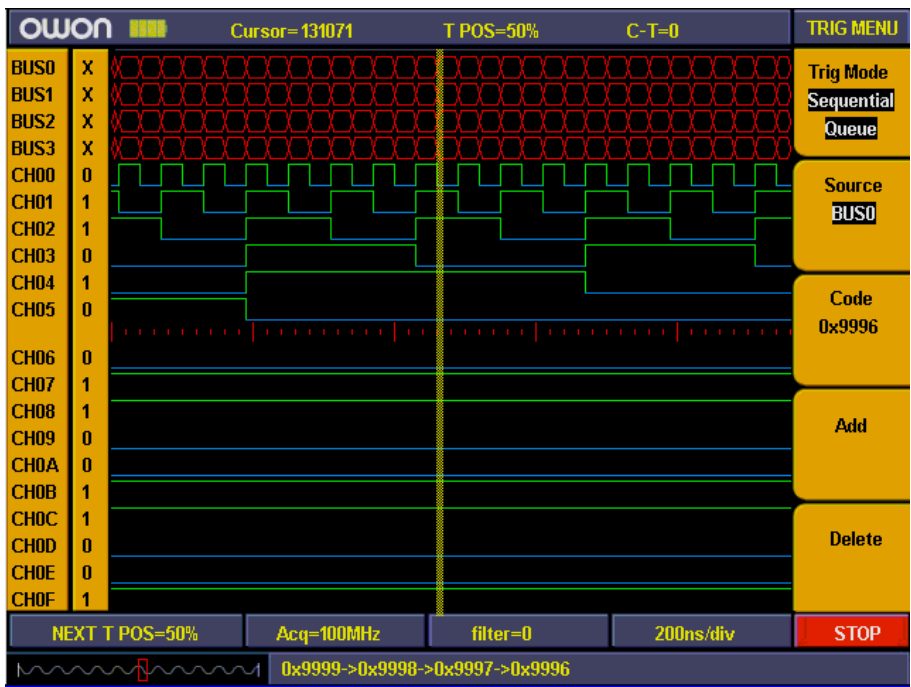 owon Cursor=131071 T POS=50% C-T=0 TRIG MENU
BUS0 X
BUS1 X
BUS2 X
BUS3 X
CH00 0
CH01 1
CH02 1
CH03 0
CH04 1
CH05 0
CH06 0
CH07 1
CH08 1
CH09 0
CH0A 0
CH0B 1
CH0C 1
CH0D 0
CH0E 0
CH0F 1
Trig Mode
Sequential
Queue
Source
BUS0
Code
0x9996
Add
Delete
NEXT T POS=50% Acq=100MHz filter=0 200ns/div STOP
0x9999->0x9998->0x9997->0x9996